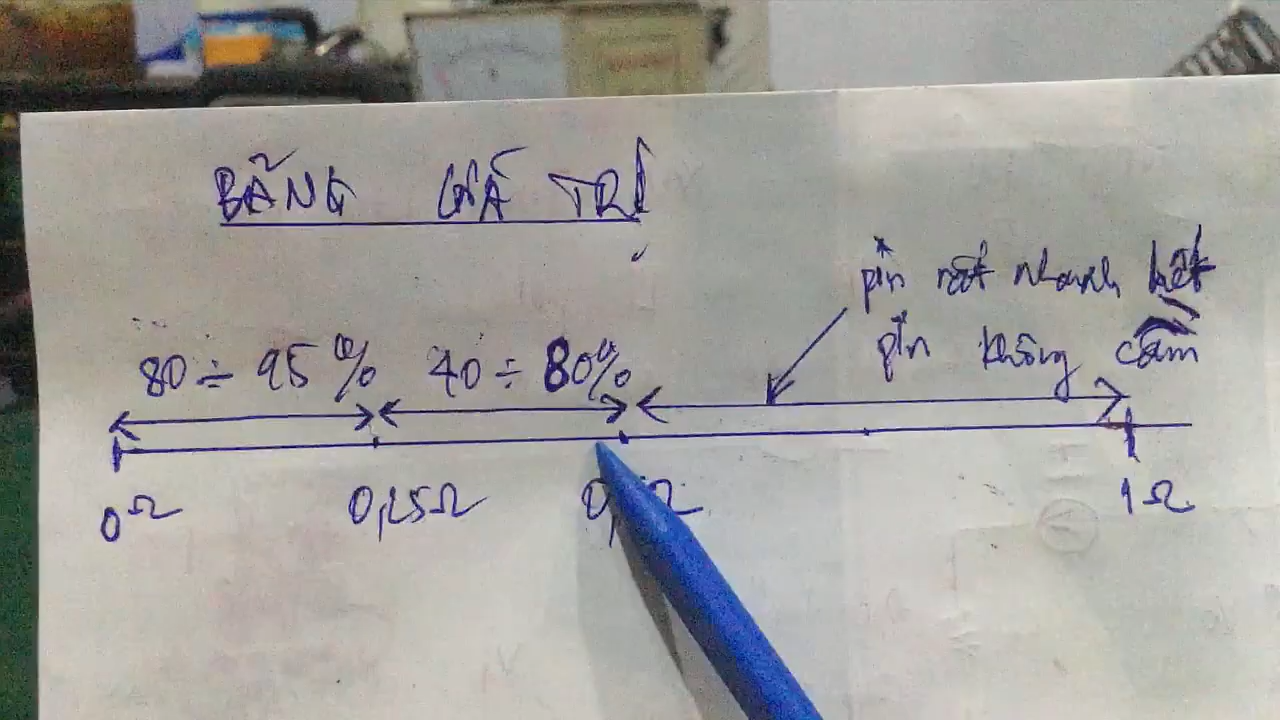 BẢNG GIÁ TRỊ
pin rất nhanh hết
pin không cầm
80 ÷ 95% 40 ÷ 80%
0Ω 0,25Ω 1Ω